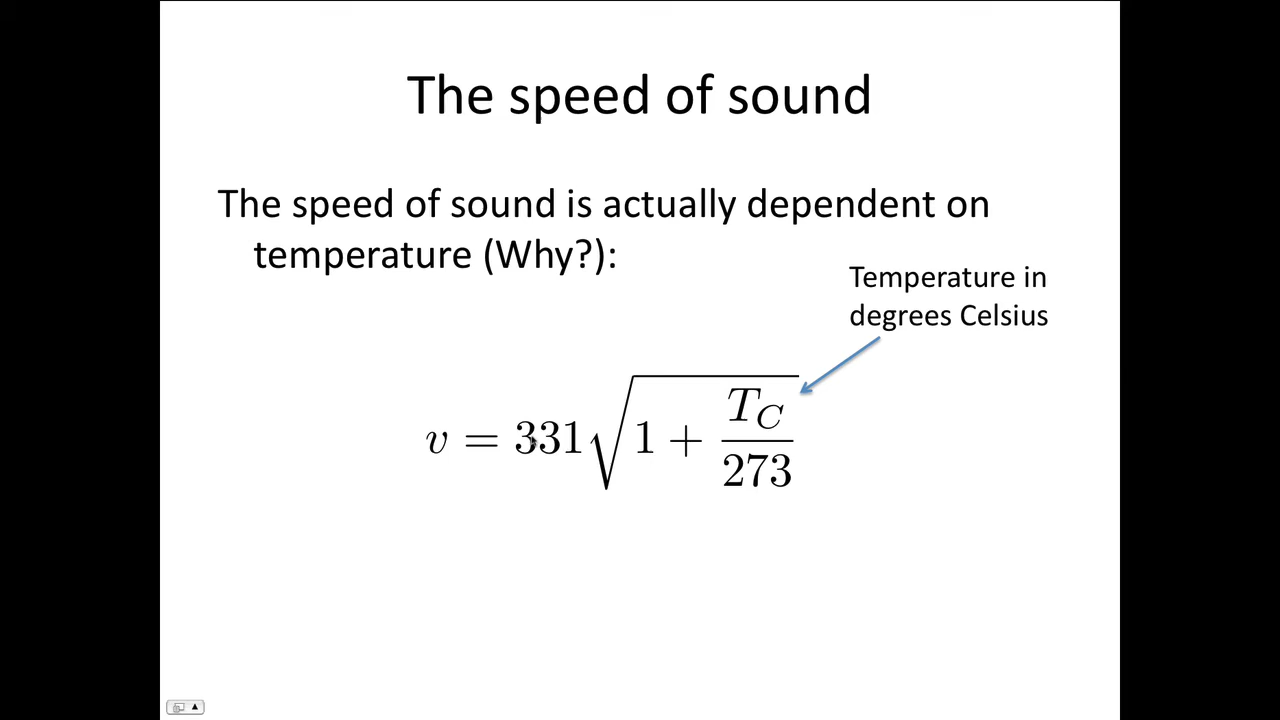 The speed of sound
The speed of sound is actually dependent on
temperature (Why?):
Temperature in
degrees Celsius
v = 331√(1 + T_C/273)